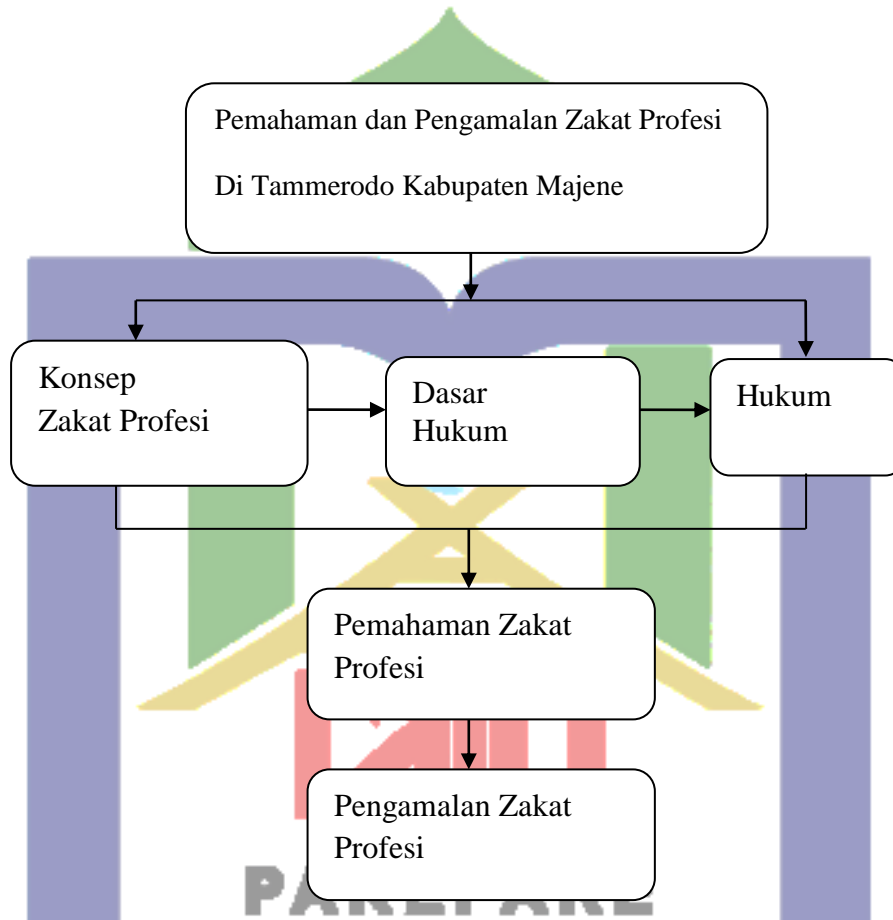 Pemahaman dan Pengamalan Zakat Profesi
Di Tammerodo Kabupaten Majene
Konsep
Zakat Profesi
Dasar
Hukum
Hukum
Pemahaman Zakat
Profesi
Pengamalan Zakat
Profesi
PAREPARE